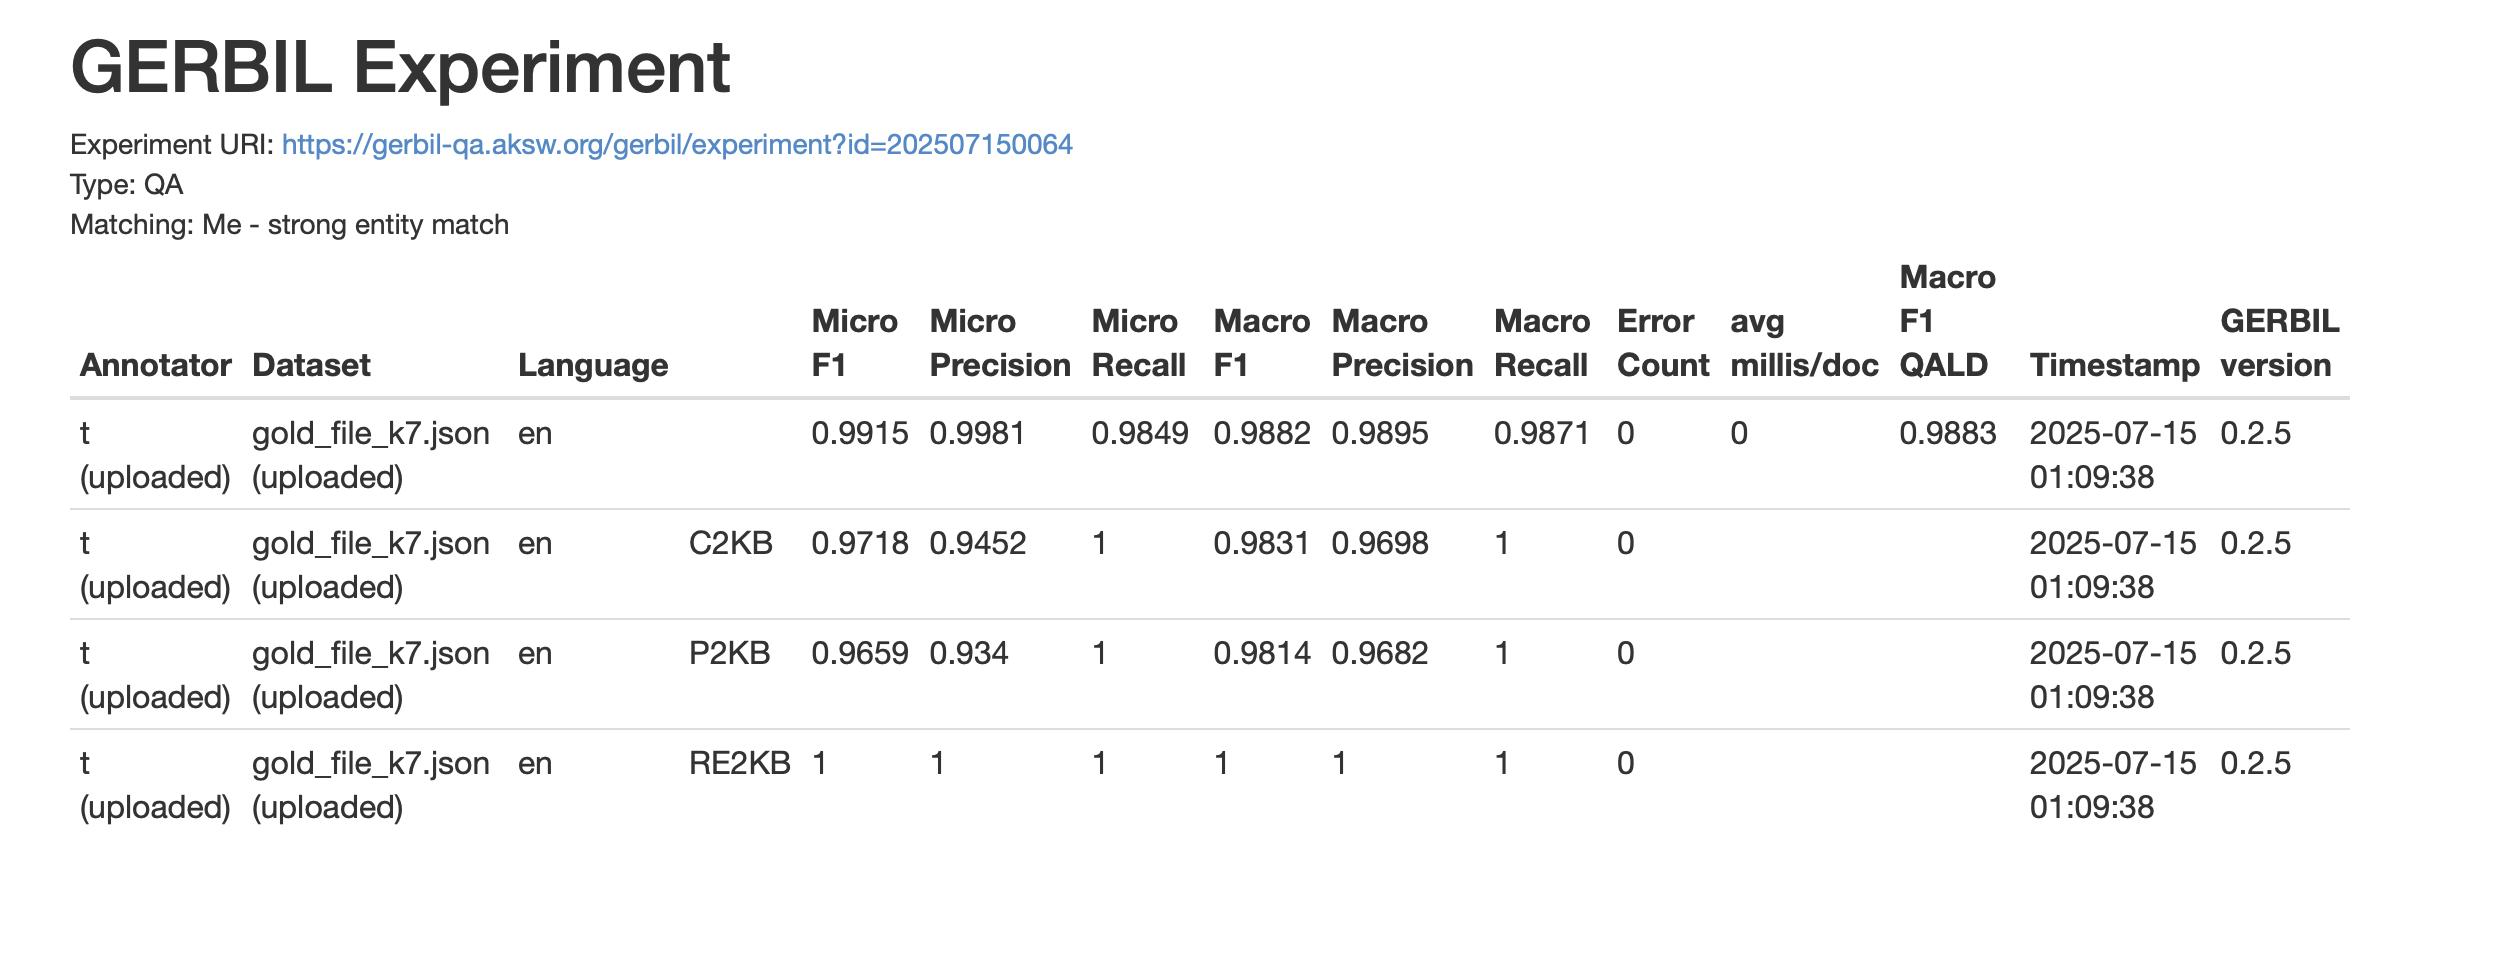 GERBIL Experiment
Experiment URI: https://gerbil-qa.aksw.org/gerbil/experiment?id=202507150064
Type: QA
Matching: Me - strong entity match
Macro
Micro Micro Micro Macro Macro Macro Error avg F1 GERBIL
Annotator Dataset Language F1 Precision Recall F1 Precision Recall Count millis/doc QALD Timestamp version
t gold_file_k7.json en 0.9915 0.9981 0.9849 0.9882 0.9895 0.9871 0 0 0.9883 2025-07-15 0.2.5
(uploaded) (uploaded) 01:09:38
t gold_file_k7.json en C2KB 0.9718 0.9452 1 0.9831 0.9698 1 0 2025-07-15 0.2.5
(uploaded) (uploaded) 01:09:38
t gold_file_k7.json en P2KB 0.9659 0.934 1 0.9814 0.9682 1 0 2025-07-15 0.2.5
(uploaded) (uploaded) 01:09:38
t gold_file_k7.json en RE2KB 1 1 1 1 1 1 0 2025-07-15 0.2.5
(uploaded) (uploaded) 01:09:38